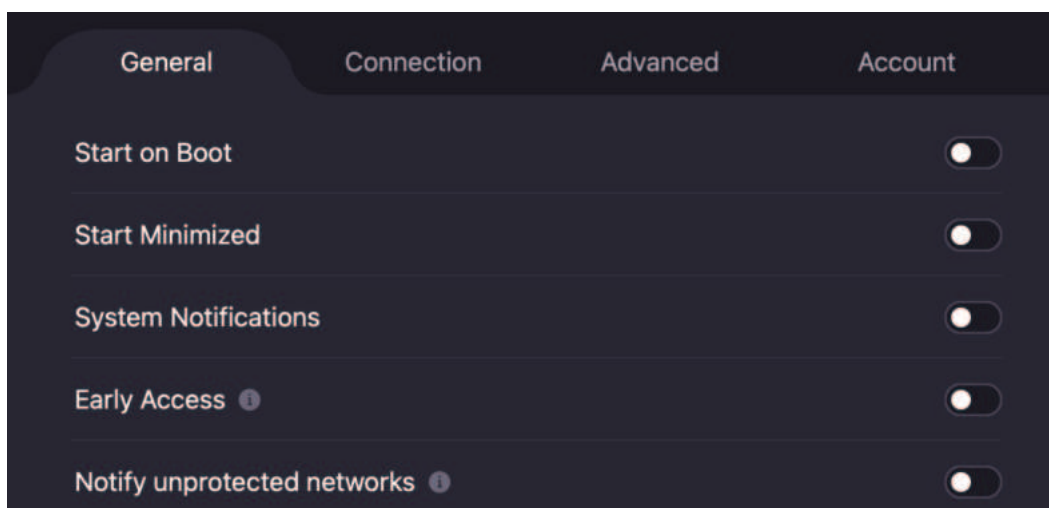 General Connection Advanced Account
Start on Boot
Start Minimized
System Notifications
Early Access
Notify unprotected networks